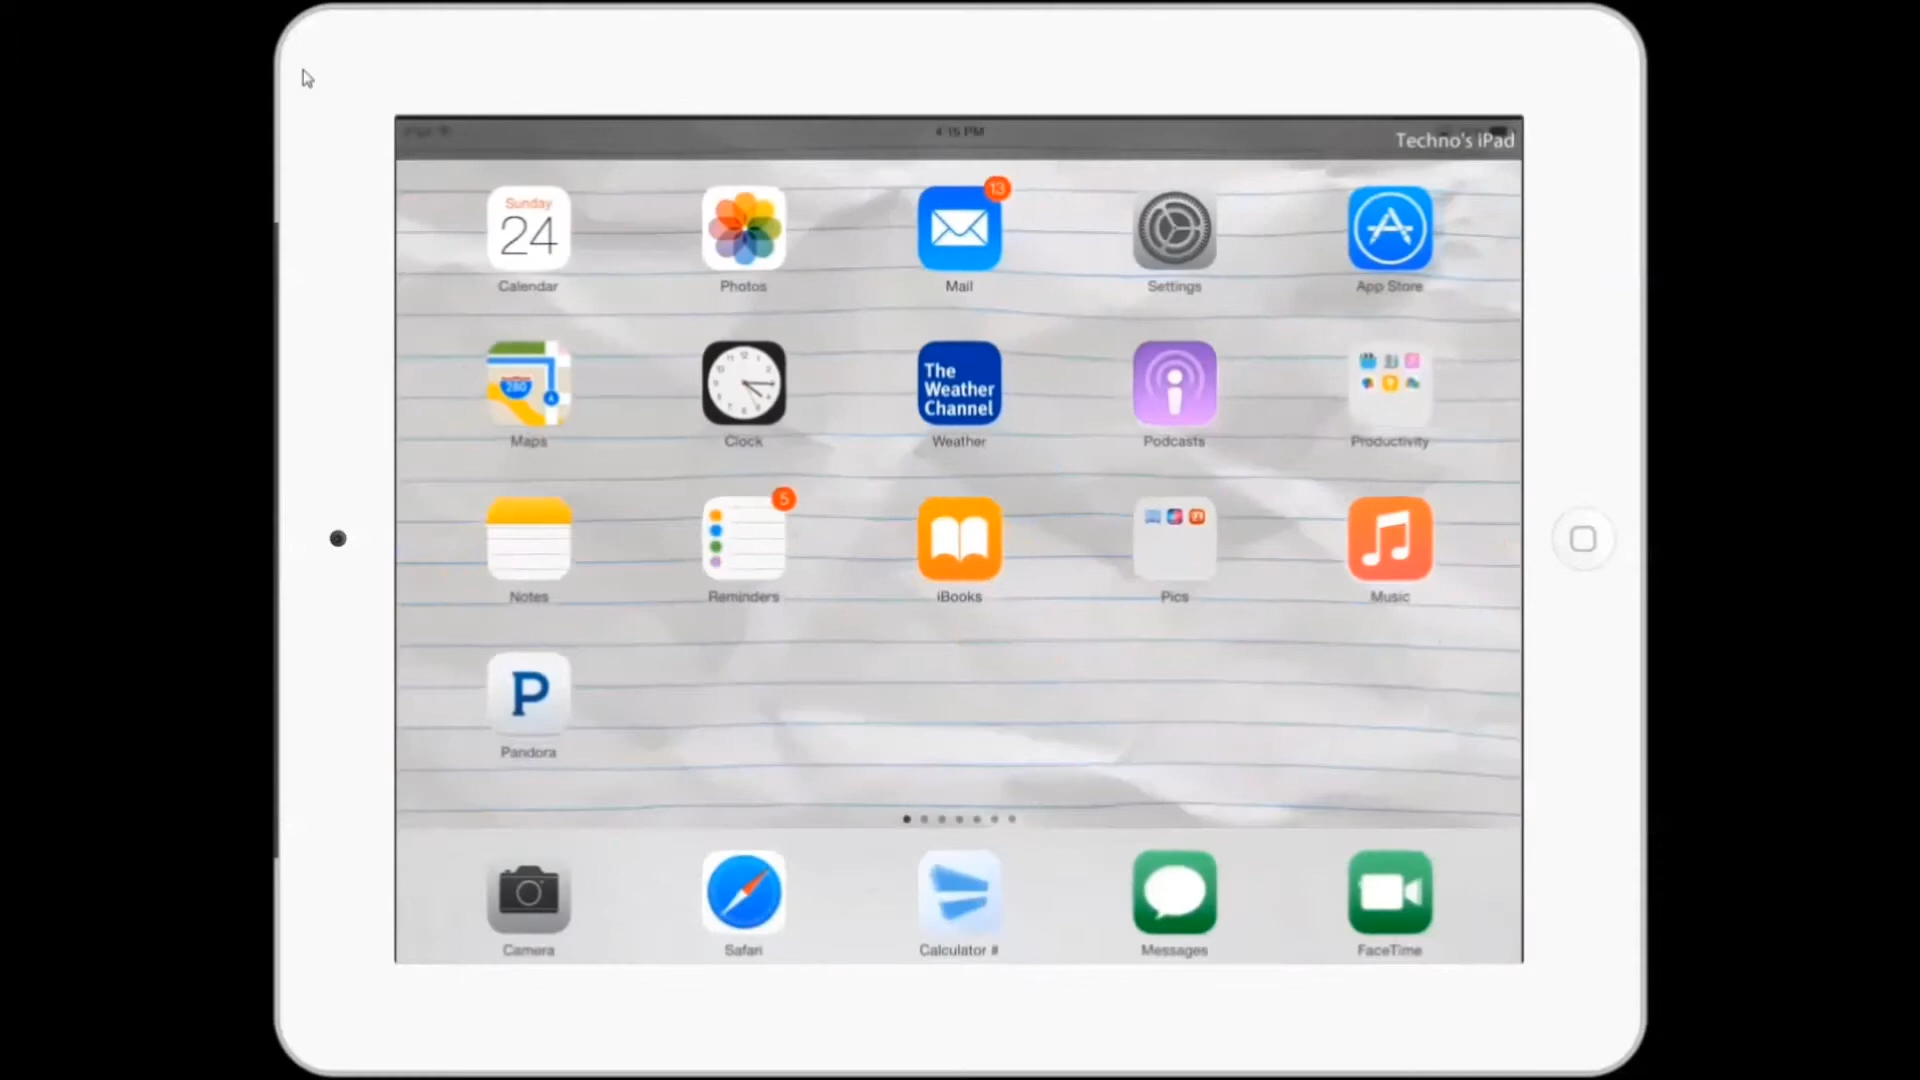 4:15 PM
Techno's iPad
Sunday
24
13
Calendar
Photos
Mail
Settings
App Store
280
The
Weather
Channel
Maps
Clock
Weather
Podcasts
Productivity
5
Notes
Reminders
iBooks
Pics
Music
P
Pandora
Camera
Safari
Calculator #
Messages
FaceTime